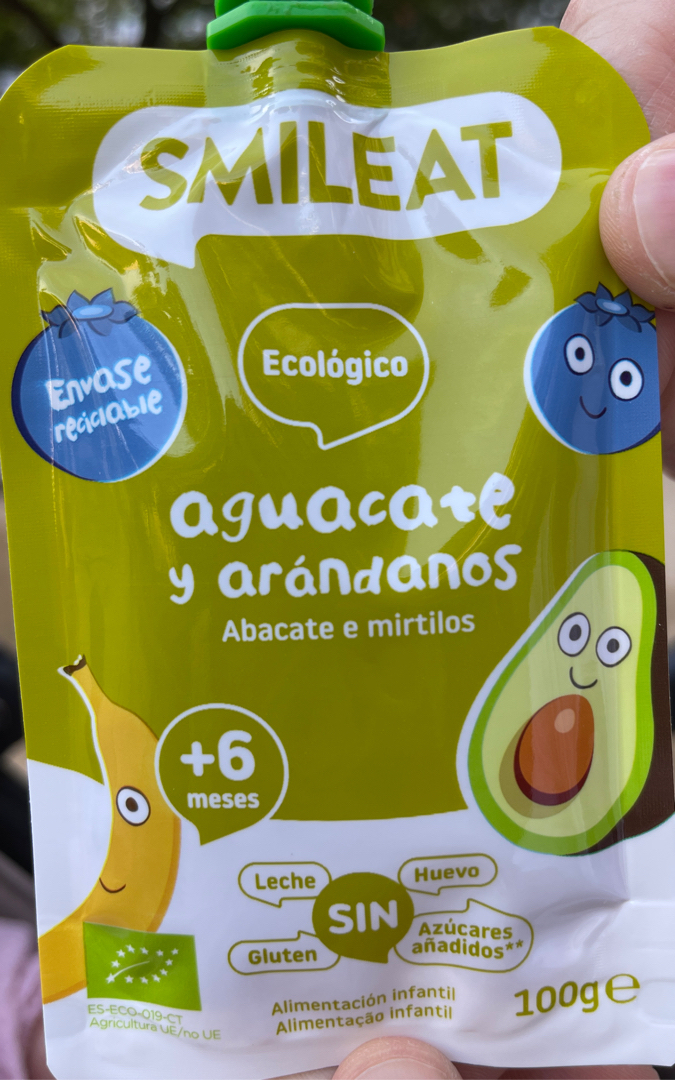 SMILEAT
Ecológico
Envase
reciclable
aguacate
y arándanos
Abacate e mirtilos
+6
meses
Leche
Huevo
SIN
Gluten
Azúcares
añadidos**
ES-ECO-019-CT
Agricultura UE/no UE
Alimentación infantil
Alimentação infantil
100g e